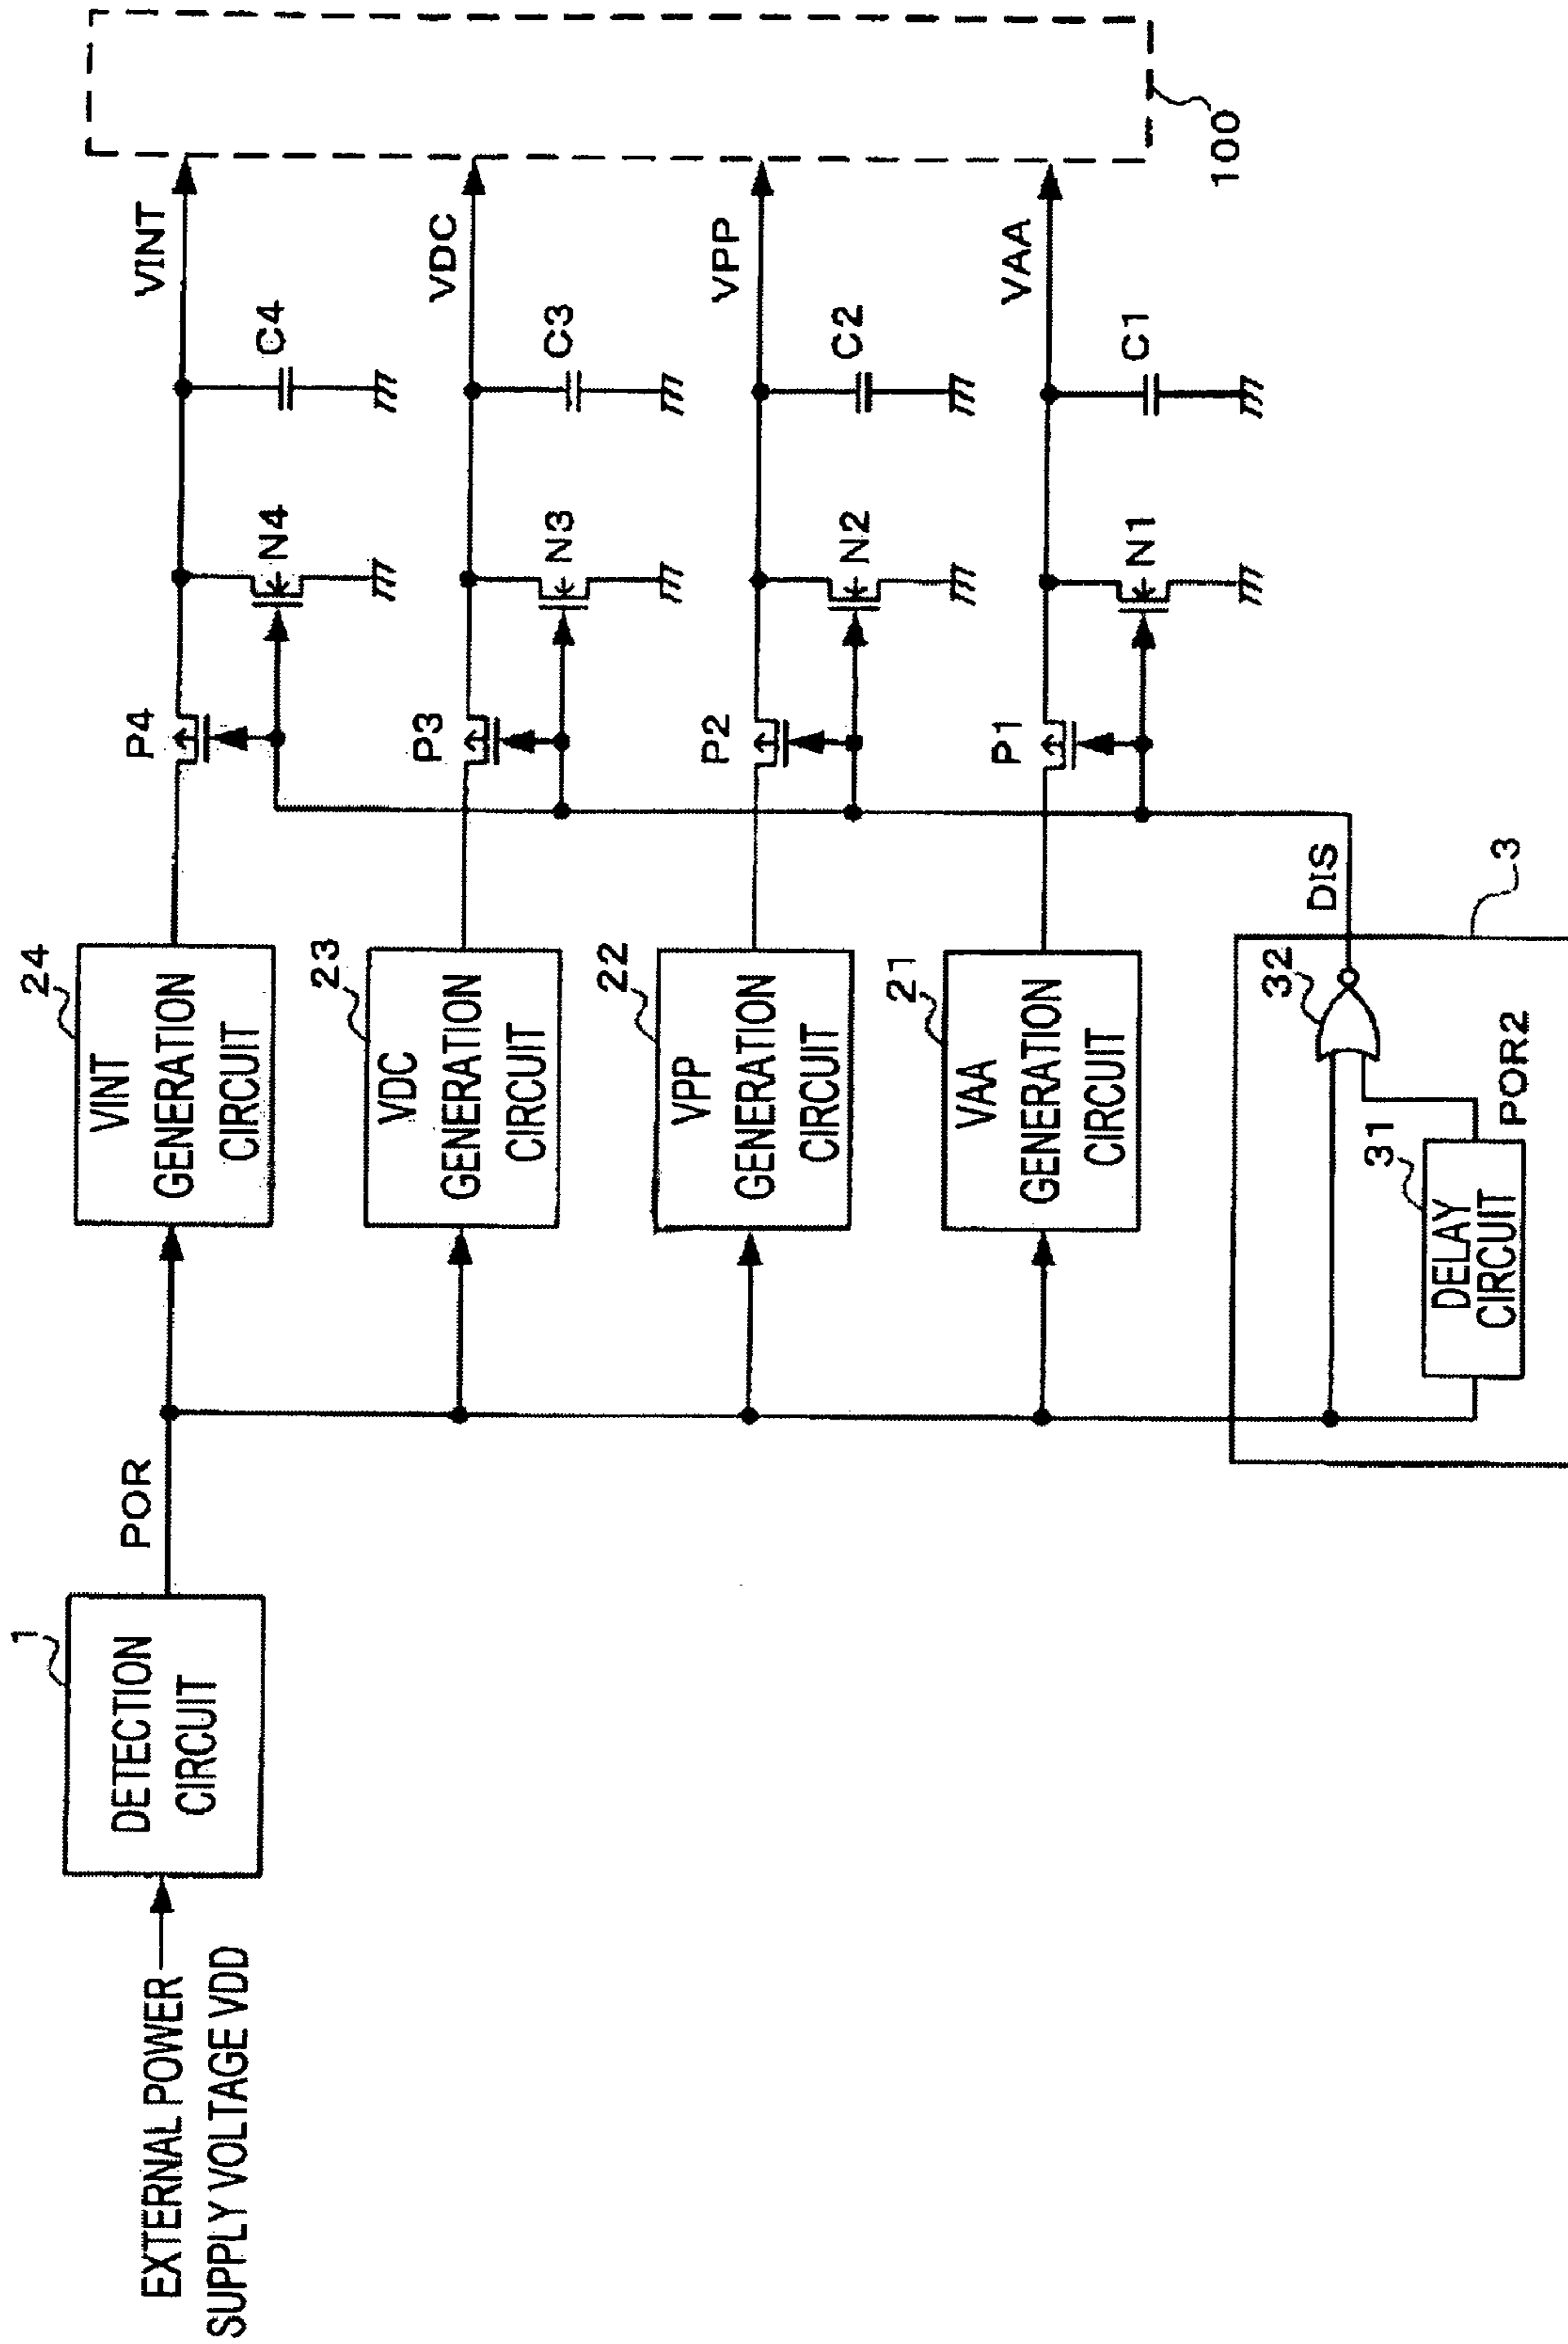 1
DETECTION
CIRCUIT
EXTERNAL POWER
SUPPLY VOLTAGE VDD
POR
24
VINT
GENERATION
CIRCUIT
23
VDC
GENERATION
CIRCUIT
22
VPP
GENERATION
CIRCUIT
21
VAA
GENERATION
CIRCUIT
3
31
DELAY
CIRCUIT
POR2
32
DIS
P4
N4
C4
VINT
P3
N3
C3
VDC
P2
N2
C2
VPP
P1
N1
C1
VAA
100